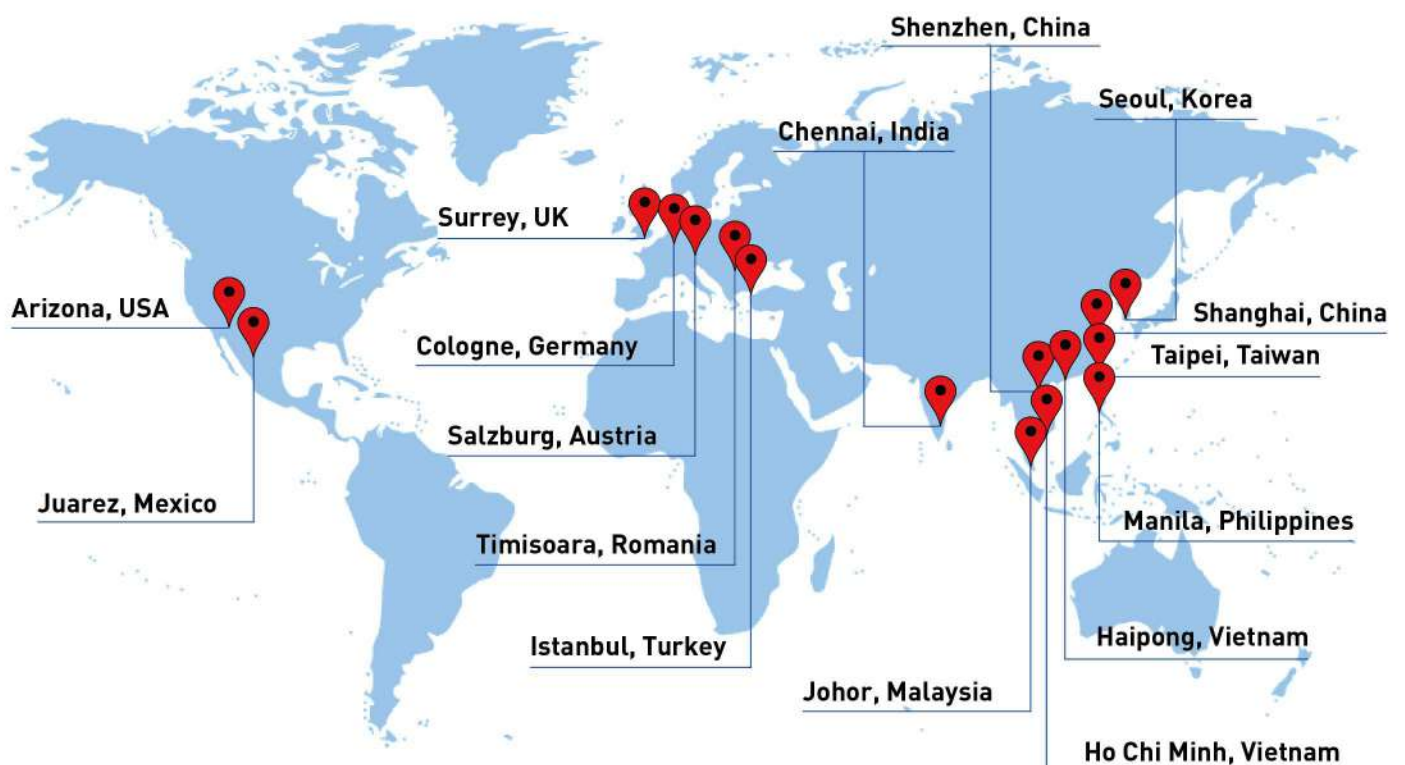 Shenzhen, China
Seoul, Korea
Chennai, India
Surrey, UK
Arizona, USA
Shanghai, China
Cologne, Germany
Taipei, Taiwan
Salzburg, Austria
Juarez, Mexico
Manila, Philippines
Timisoara, Romania
Haipong, Vietnam
Istanbul, Turkey
Johor, Malaysia
Ho Chi Minh, Vietnam